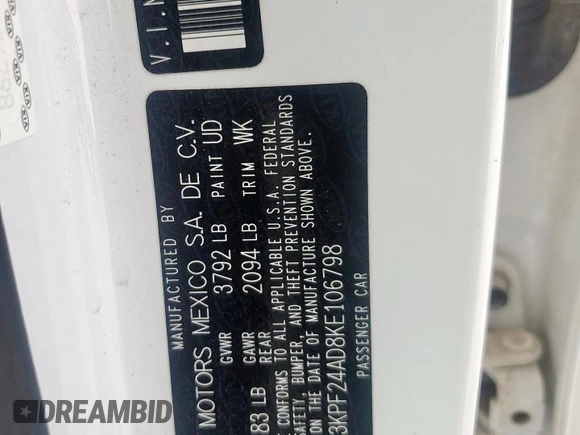 V.I.N
MANUFACTURED BY
MOTORS MEXICO S.A. DE C.V.
GVWR 3792 LB PAINT UD
83 LB GAWR REAR 2094 LB TRIM WK
CONFORMS TO ALL APPLICABLE U.S.A. FEDERAL
SAFETY, BUMPER, AND THEFT PREVENTION STANDARDS
ON THE DATE OF MANUFACTURE SHOWN ABOVE.
3KPF24AD8KE106798
PASSENGER CAR
DREAMBID.COM